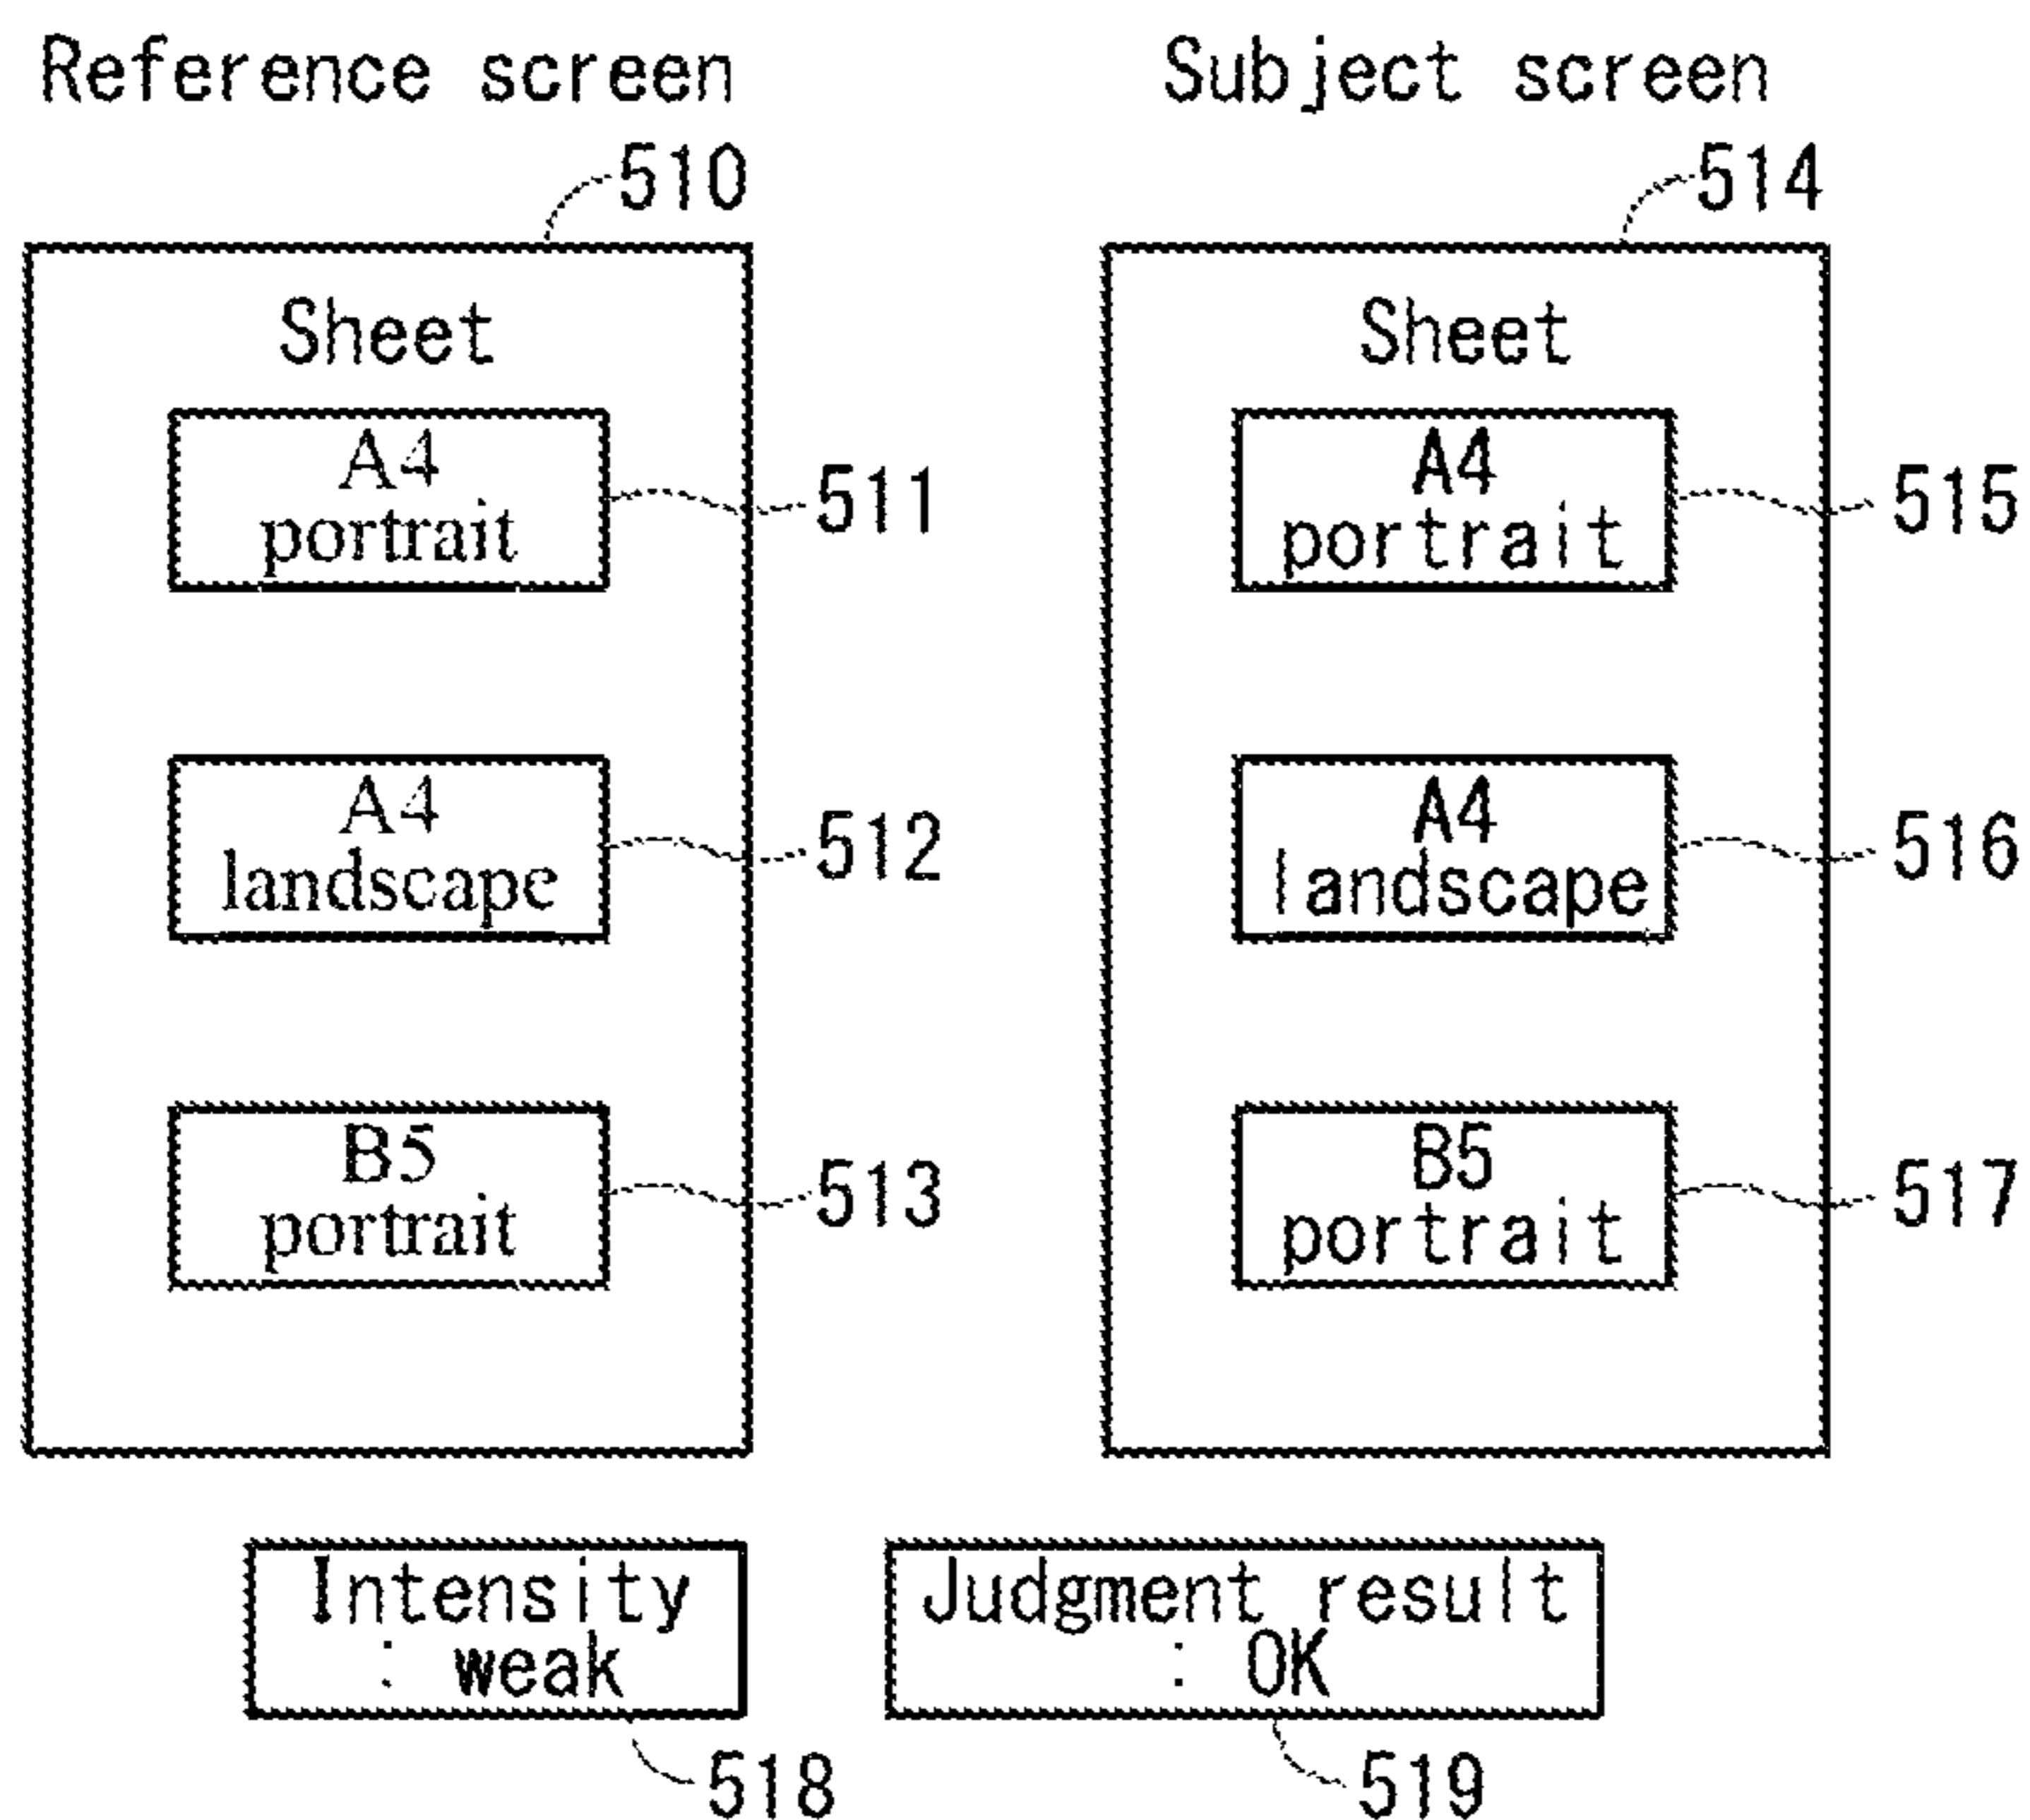 Reference screen
510
Sheet
A4
portrait
511
A4
landscape
512
B5
portrait
513
Subject screen
514
Sheet
A4
portrait
515
A4
landscape
516
B5
portrait
517
Intensity
: weak
518
Judgment result
: OK
519